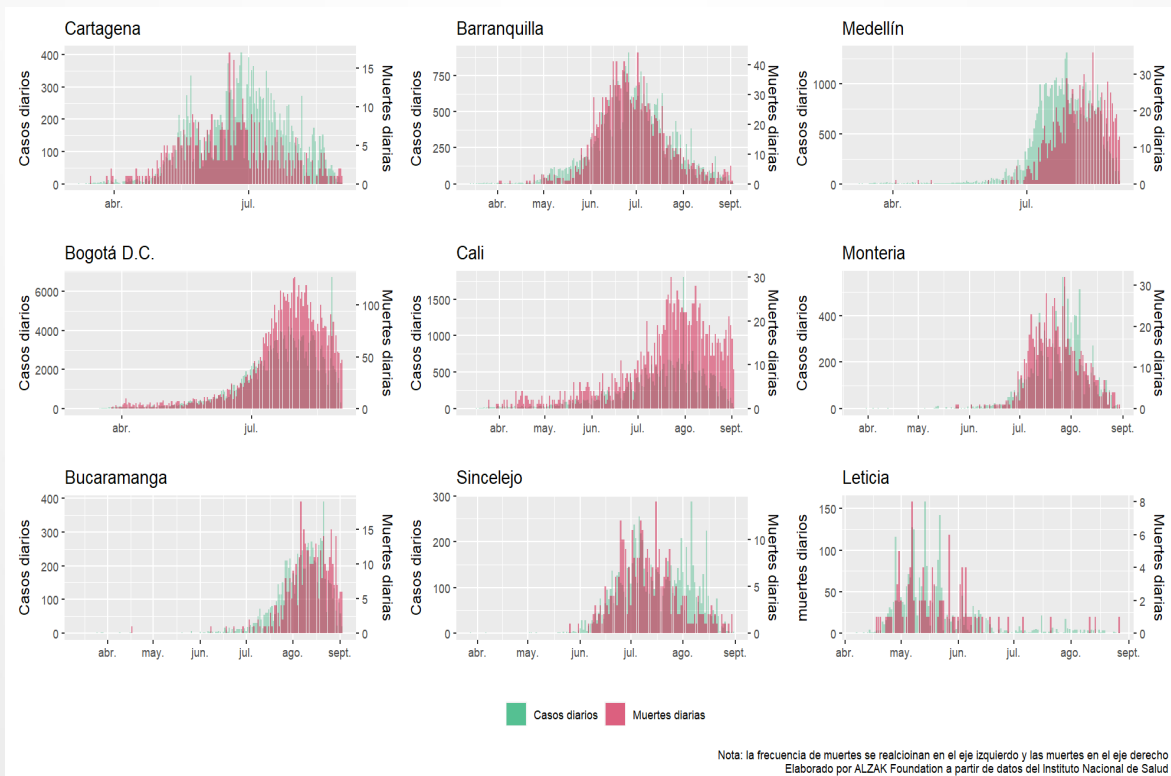 Cartagena
Barranquilla
Medellín
Casos diarios
400
300
200
100
0
15
10
5
0
Muertes diarias
abr.
jul.
Casos diarios
750
500
250
0
40
30
20
10
0
Muertes diarias
abr.
may.
jun.
jul.
ago.
sept.
Casos diarios
1000
500
0
30
20
10
0
Muertes diarias
abr.
jul.
Bogotá D.C.
Cali
Monteria
Casos diarios
6000
4000
2000
0
100
50
0
Muertes diarias
abr.
jul.
Casos diarios
1500
1000
500
0
30
20
10
0
Muertes diarias
abr.
may.
jun.
jul.
ago.
sept.
Casos diarios
400
200
0
30
20
10
0
Muertes diarias
abr.
may.
jun.
jul.
ago.
sept.
Bucaramanga
Sincelejo
Leticia
Casos diarios
400
300
200
100
0
15
10
5
0
Muertes diarias
abr.
may.
jun.
jul.
ago.
sept.
Casos diarios
300
200
100
0
10
5
0
Muertes diarias
abr.
may.
jun.
jul.
ago.
sept.
muertes diarios
150
100
50
0
8
6
4
2
0
Muertes diarias
abr.
may.
jun.
jul.
ago.
sept.
Casos diarios
Muertes diarias
Nota: la frecuencia de muertes se realcioinan en el eje izquierdo y las muertes en el eje derecho
Elaborado por ALZAK Foundation a partir de datos del Instituto Nacional de Salud